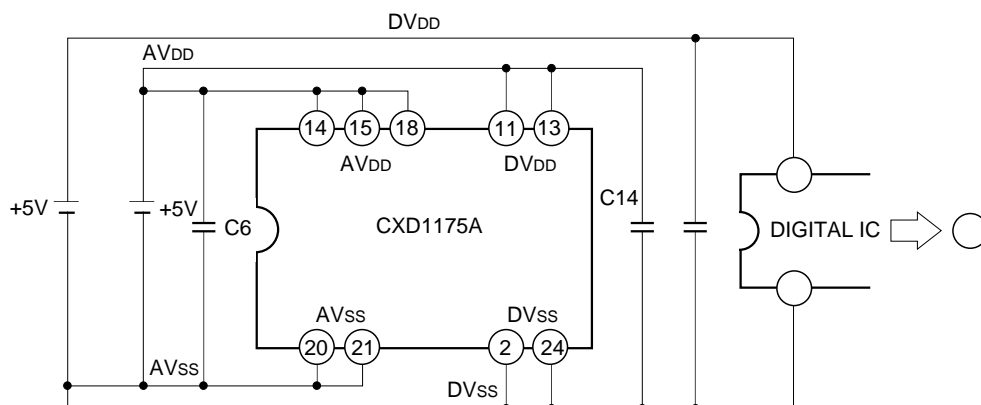 DVDD
AVDD
14 15 18 11 13
AVDD DVDD
+5V +5V C6 CXD1175A C14 DIGITAL IC
AVSS DVSS
20 21 2 24
AVSS
DVSS